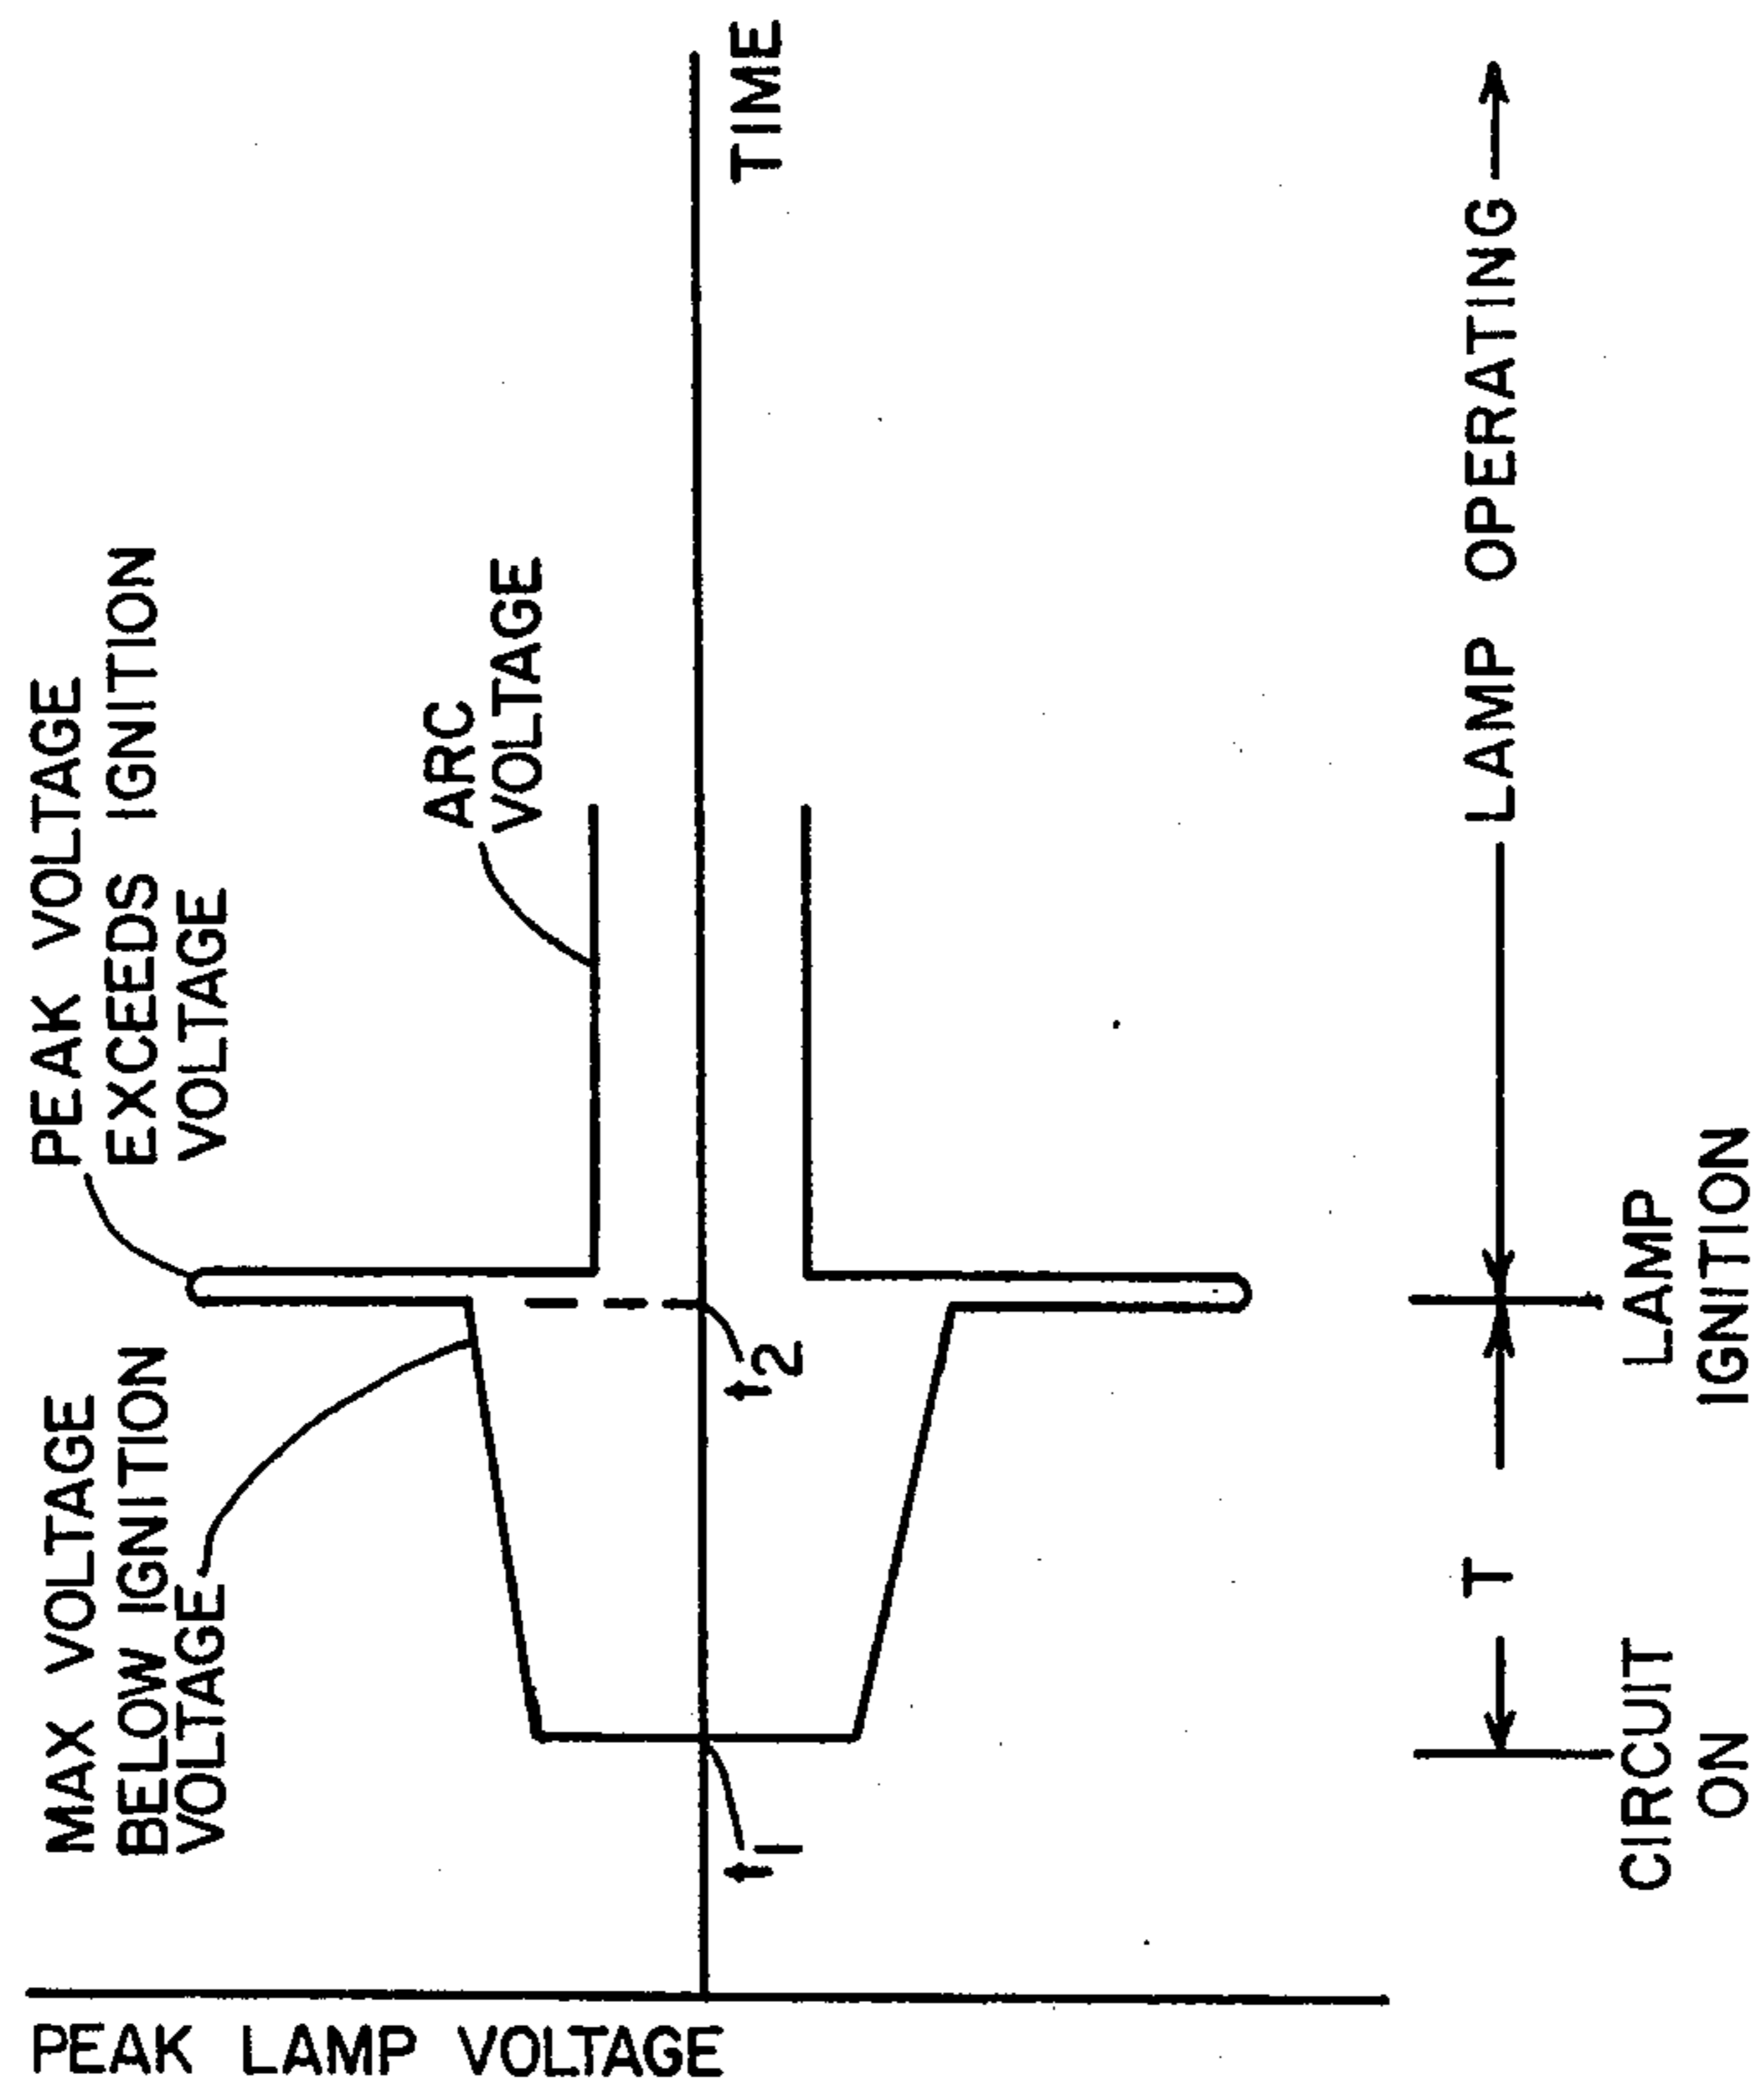 PEAK LAMP VOLTAGE
MAX VOLTAGE
BELOW IGNITION
VOLTAGE
PEAK VOLTAGE
EXCEEDS IGNITION
VOLTAGE
ARC
VOLTAGE
t1
t2
TIME
T
LAMP OPERATING
CIRCUIT
ON
LAMP
IGNITION